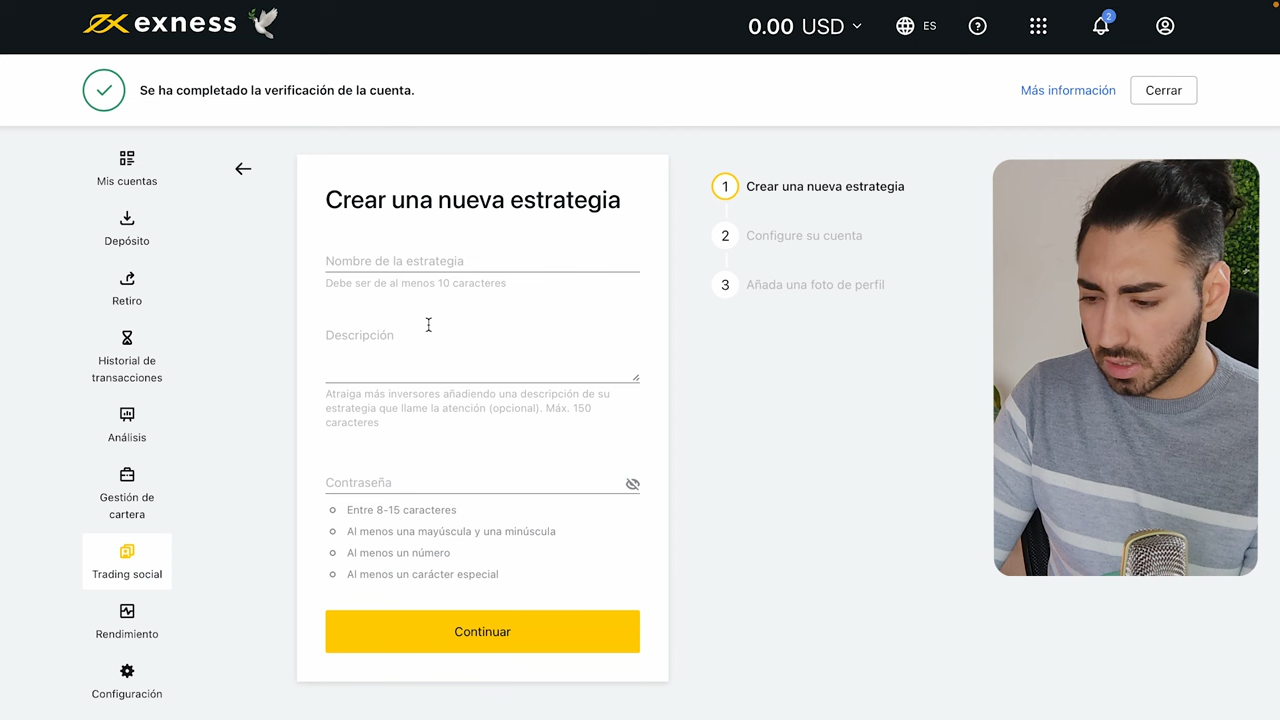 exness
0.00 USD
ES
2
Se ha completado la verificación de la cuenta.
Más información
Cerrar
Mis cuentas
Depósito
Retiro
Historial de
transacciones
Análisis
Gestión de
cartera
Trading social
Rendimiento
Configuración
Crear una nueva estrategia
Nombre de la estrategia
Debe ser de al menos 10 caracteres
Descripción
Atraiga más inversores añadiendo una descripción de su
estrategia que llame la atención (opcional). Máx. 150
caracteres
Contraseña
Entre 8-15 caracteres
Al menos una mayúscula y una minúscula
Al menos un número
Al menos un carácter especial
Continuar
1 Crear una nueva estrategia
2 Configure su cuenta
3 Añada una foto de perfil